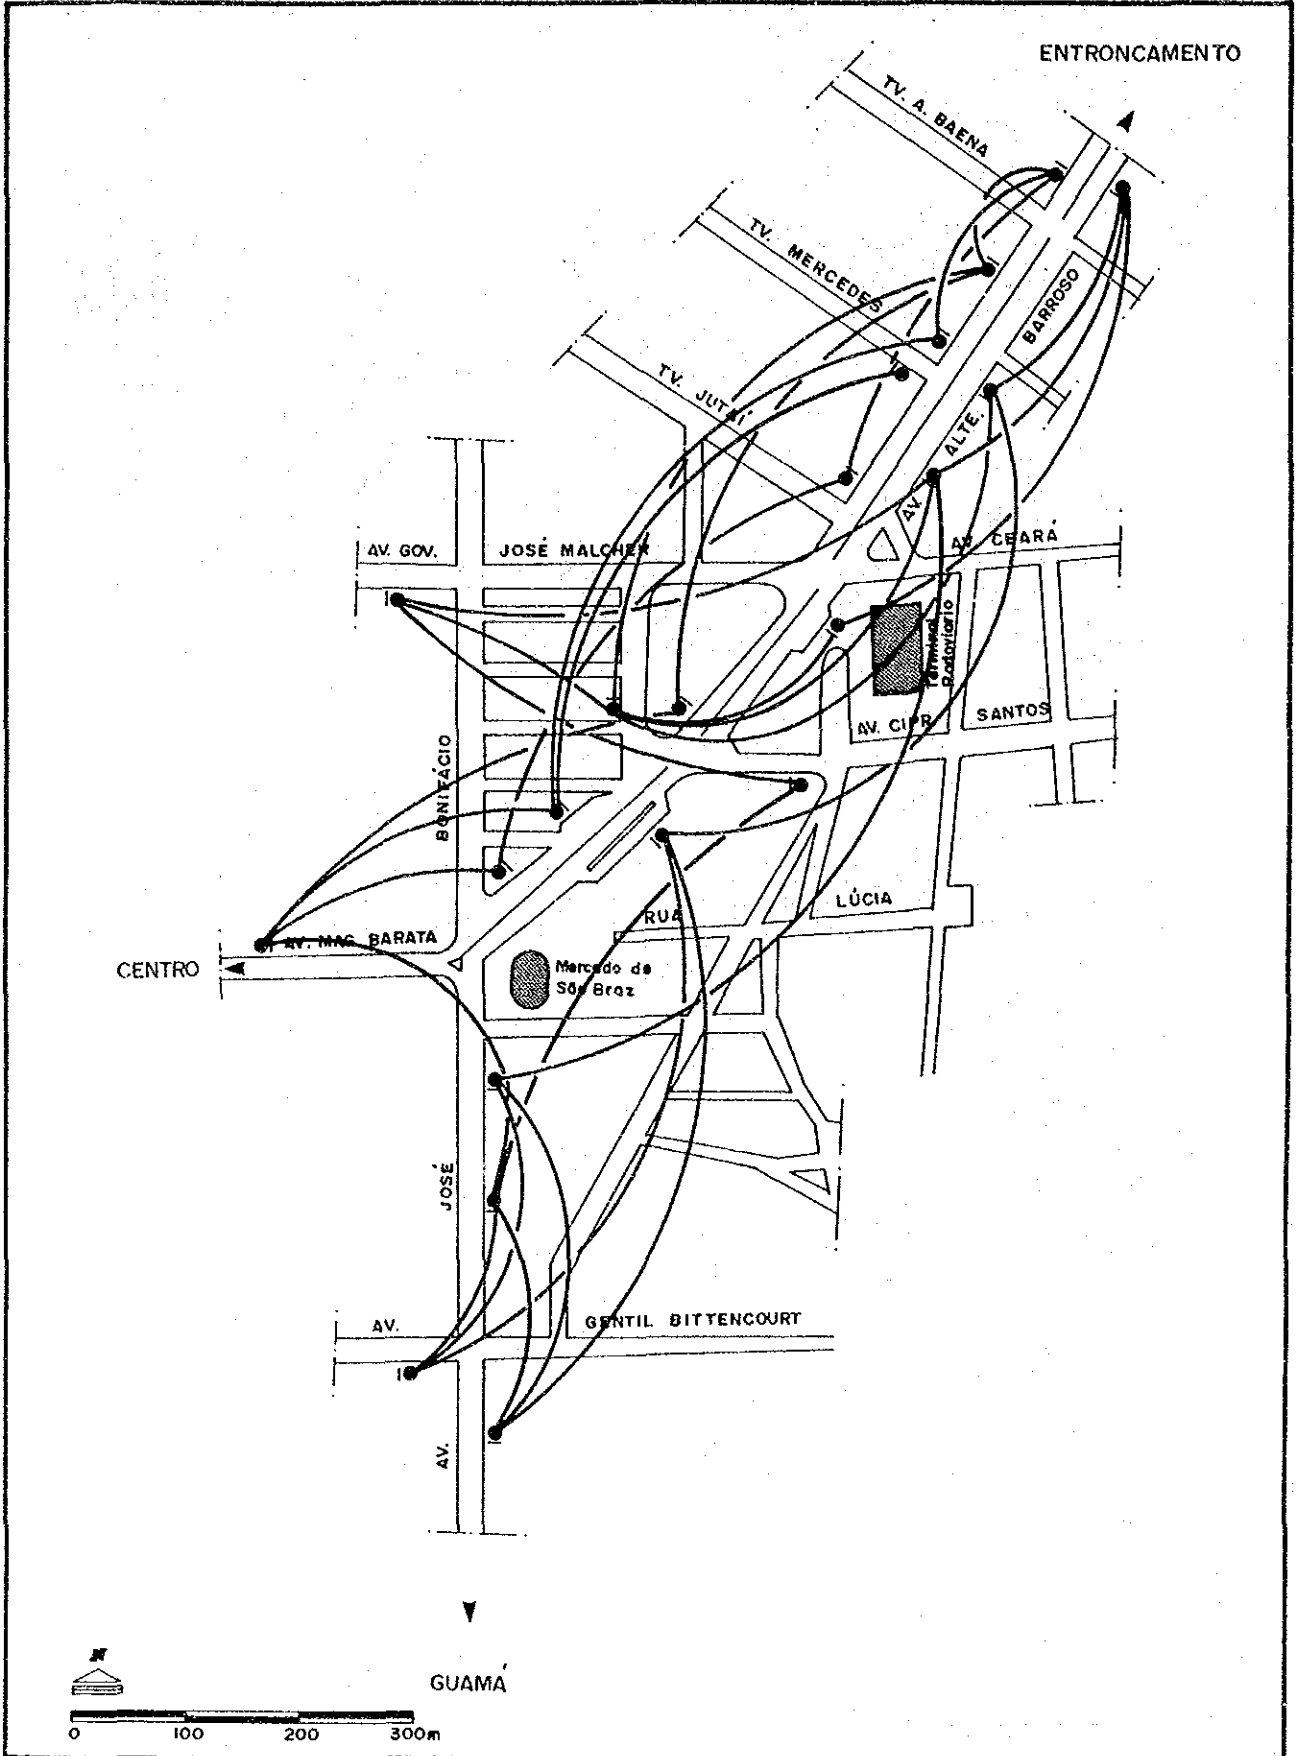 ENTRONCAMENTO
TV. A. BAENA
TV. MERCEDES
BARROSO
TV. JUTAÍ
ALTE.
AV.
AV. GOV. JOSÉ MALCHER
AV. CEARÁ
Terminal
Rodoviario
AV. CIPR. SANTOS
BONIFÁCIO
RUA LÚCIA
AV. MAG. BARATA
CENTRO
Mercado de
São Braz
JOSÉ
AV. GENTIL BITTENCOURT
AV.
N
GUAMÁ
0 100 200 300m